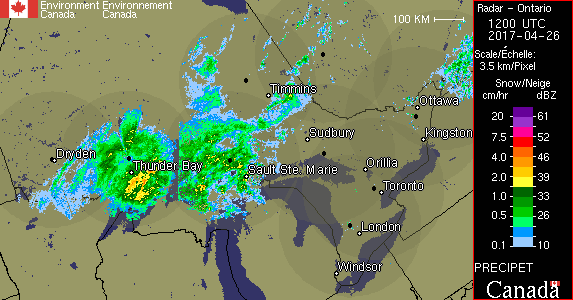 Environment Environnement
Canada Canada
100 KM
Timmins
Ottawa
Sudbury
Kingston
Dryden
Thunder Bay
Sault Ste. Marie
Orillia
Toronto
London
Windsor
Radar - Ontario
1200 UTC
2017-04-26
Scale/Échelle:
3.5 km/Pixel
Snow/Neige
cm/hr dBZ
20 61
7.5 52
4.0 46
2.0 39
1.0 33
0.5 26
0.1 10
PRECIPET
Canada